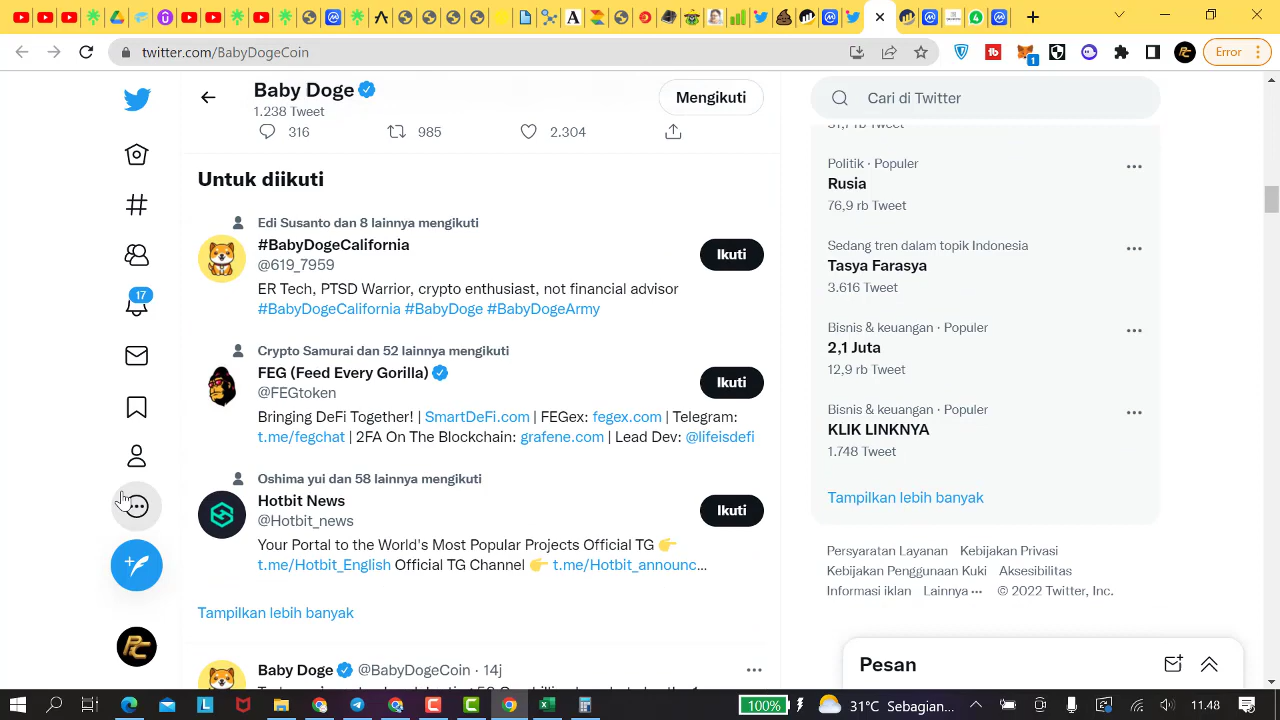 twitter.com/BabyDogeCoin
1
Error
Baby Doge
1.238 Tweet
Mengikuti
316
985
2.304
Untuk diikuti
Edi Susanto dan 8 lainnya mengikuti
#BabyDogeCalifornia
@619_7959
Ikuti
ER Tech, PTSD Warrior, crypto enthusiast, not financial advisor
#BabyDogeCalifornia #BabyDoge #BabyDogeArmy
Crypto Samurai dan 52 lainnya mengikuti
FEG (Feed Every Gorilla)
@FEGtoken
Ikuti
Bringing DeFi Together! | SmartDeFi.com | FEGex: fegex.com | Telegram:
t.me/fegchat | 2FA On The Blockchain: grafene.com | Lead Dev: @lifeisdefi
Oshima yui dan 58 lainnya mengikuti
Hotbit News
@Hotbit_news
Ikuti
Your Portal to the World's Most Popular Projects Official TG 👉
t.me/Hotbit_English Official TG Channel 👉 t.me/Hotbit_announc...
Tampilkan lebih banyak
Baby Doge @BabyDogeCoin · 14j
17
Cari di Twitter
Politik · Populer
Rusia
76,9 rb Tweet
Sedang tren dalam topik Indonesia
Tasya Farasya
3.616 Tweet
Bisnis & keuangan · Populer
2,1 Juta
12,9 rb Tweet
Bisnis & keuangan · Populer
KLIK LINKNYA
1.748 Tweet
Tampilkan lebih banyak
Persyaratan Layanan Kebijakan Privasi
Kebijakan Penggunaan Kuki Aksesibilitas
Informasi iklan Lainnya ··· © 2022 Twitter, Inc.
Pesan
100%
31°C Sebagian...
11.48